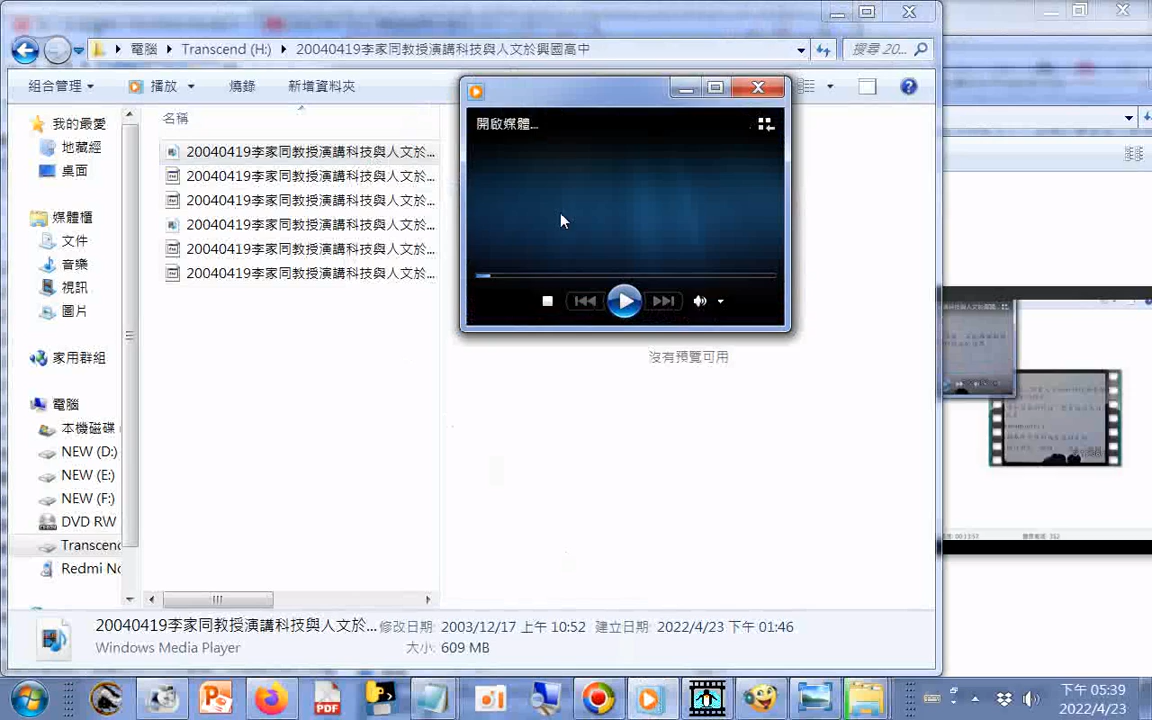 電腦 Transcend (H:) 20040419李家同教授演講科技與人文於興國高中
搜尋 20...
組合管理 播放 燒錄 新增資料夾
名稱
我的最愛
地藏經
桌面
媒體櫃
文件
音樂
視訊
圖片
家用群組
電腦
本機磁碟
NEW (D:)
NEW (E:)
NEW (F:)
DVD RW
Transcend
Redmi No
20040419李家同教授演講科技與人文於...
20040419李家同教授演講科技與人文於...
20040419李家同教授演講科技與人文於...
20040419李家同教授演講科技與人文於...
20040419李家同教授演講科技與人文於...
20040419李家同教授演講科技與人文於...
開啟媒體...
沒有預覽可用
20040419李家同教授演講科技與人文於... 修改日期: 2003/12/17 上午 10:52 建立日期: 2022/4/23 下午 01:46
Windows Media Player 大小: 609 MB
PDF
下午 05:39
2022/4/23